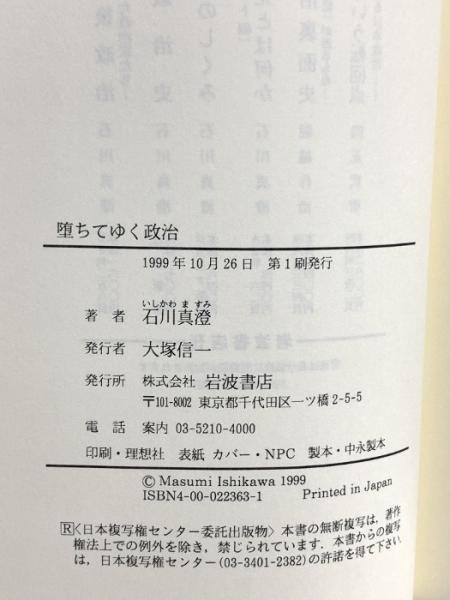 堕ちてゆく政治
1999年10月26日 第1刷発行
いしかわ ま すみ
著者 石川真澄
発行者 大塚信一
発行所 株式会社 岩波書店
〒101-8002 東京都千代田区一ツ橋2-5-5
電話 案内 03-5210-4000
印刷・理想社 表紙 カバー・NPC 製本・中永製本
© Masumi Ishikawa 1999
ISBN4-00-022363-1 Printed in Japan
Ⓡ〈日本複写権センター委託出版物〉本書の無断複写は，著作
権法上での例外を除き，禁じられています．本書からの複写
は，日本複写権センター(03-3401-2382)の許諾を得て下さい．